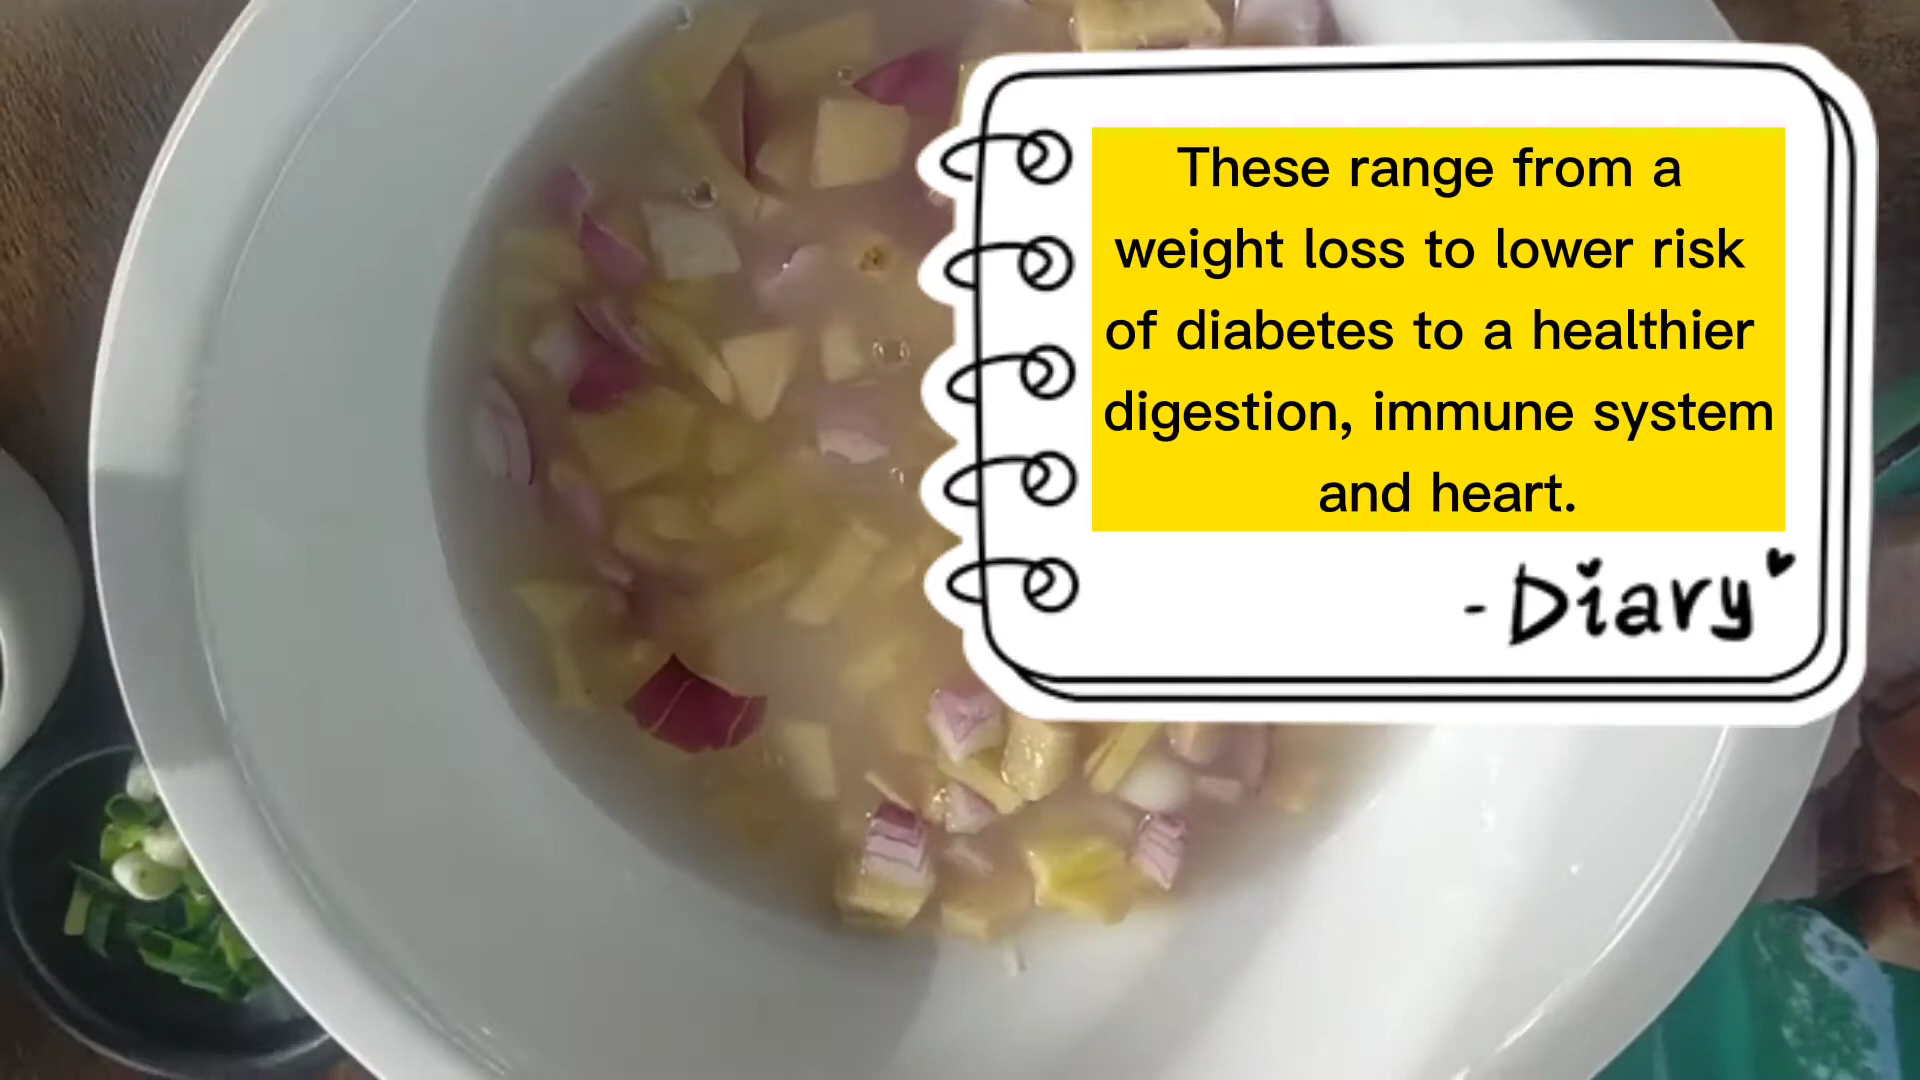 These range from a
weight loss to lower risk
of diabetes to a healthier
digestion, immune system
and heart.
- Diary